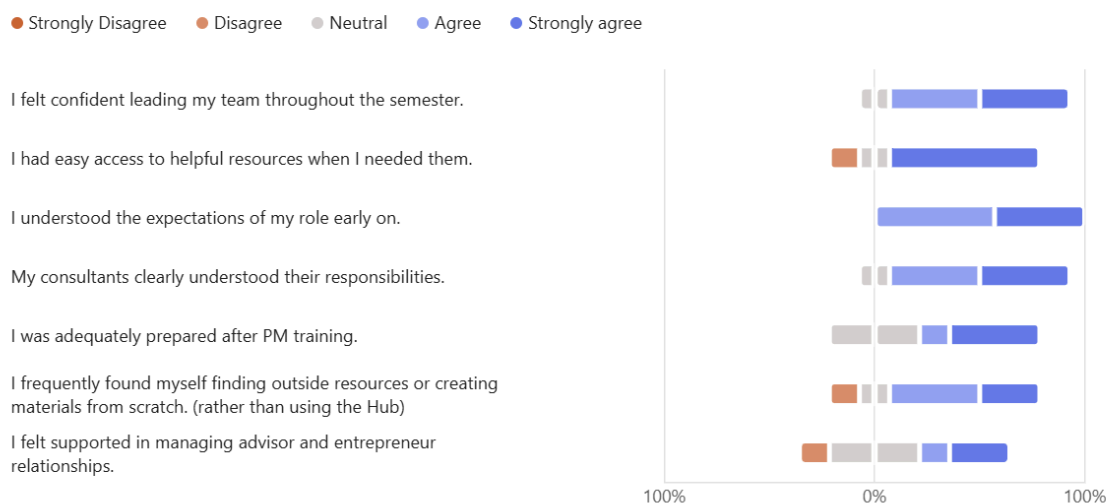 Strongly Disagree Disagree Neutral Agree Strongly agree
I felt confident leading my team throughout the semester.
I had easy access to helpful resources when I needed them.
I understood the expectations of my role early on.
My consultants clearly understood their responsibilities.
I was adequately prepared after PM training.
I frequently found myself finding outside resources or creating
materials from scratch. (rather than using the Hub)
I felt supported in managing advisor and entrepreneur
relationships.
100% 0% 100%